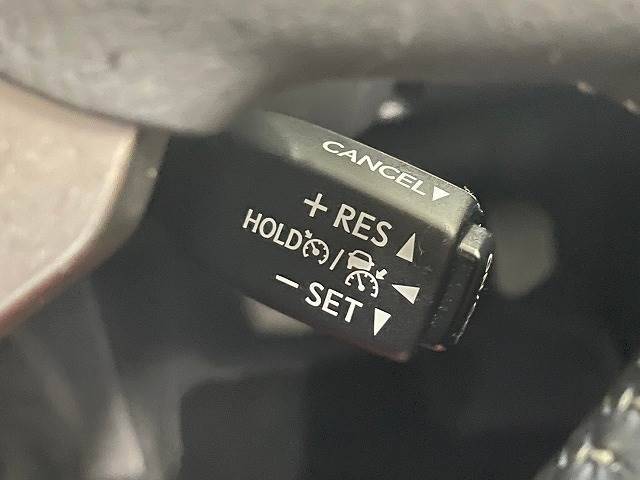 CANCEL▼
+ RES ▲
HOLD / ◀
- SET ▼